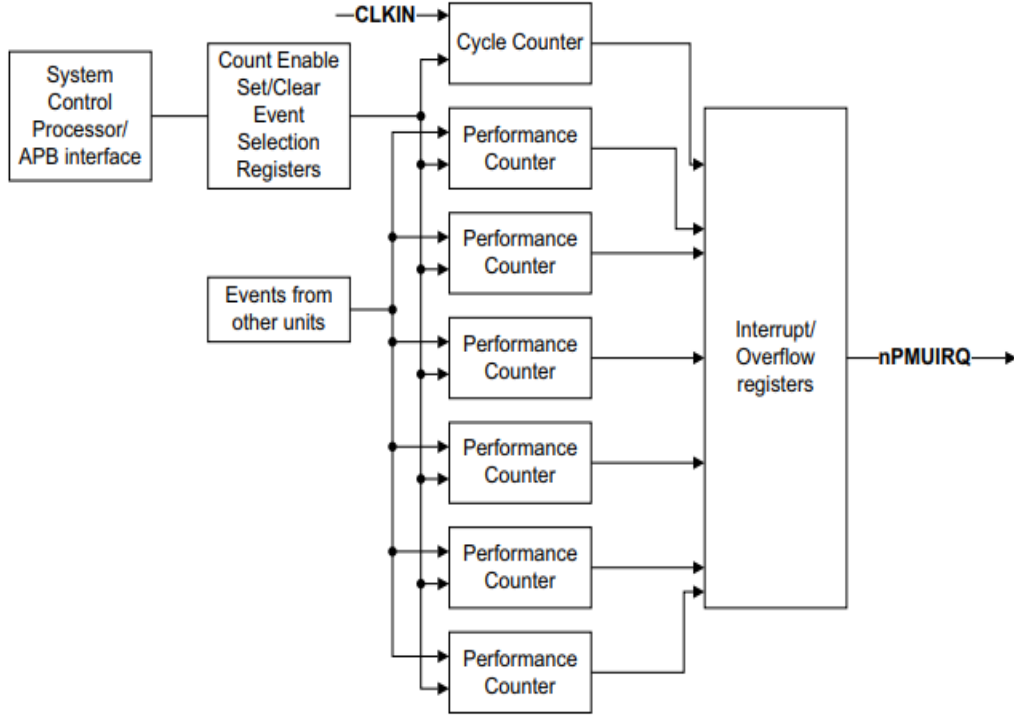 CLKIN
Cycle Counter
System
Control
Processor/
APB interface
Count Enable
Set/Clear
Event
Selection
Registers
Performance
Counter
Performance
Counter
Events from
other units
Performance
Counter
Interrupt/
Overflow
registers
nPMUIRQ
Performance
Counter
Performance
Counter
Performance
Counter